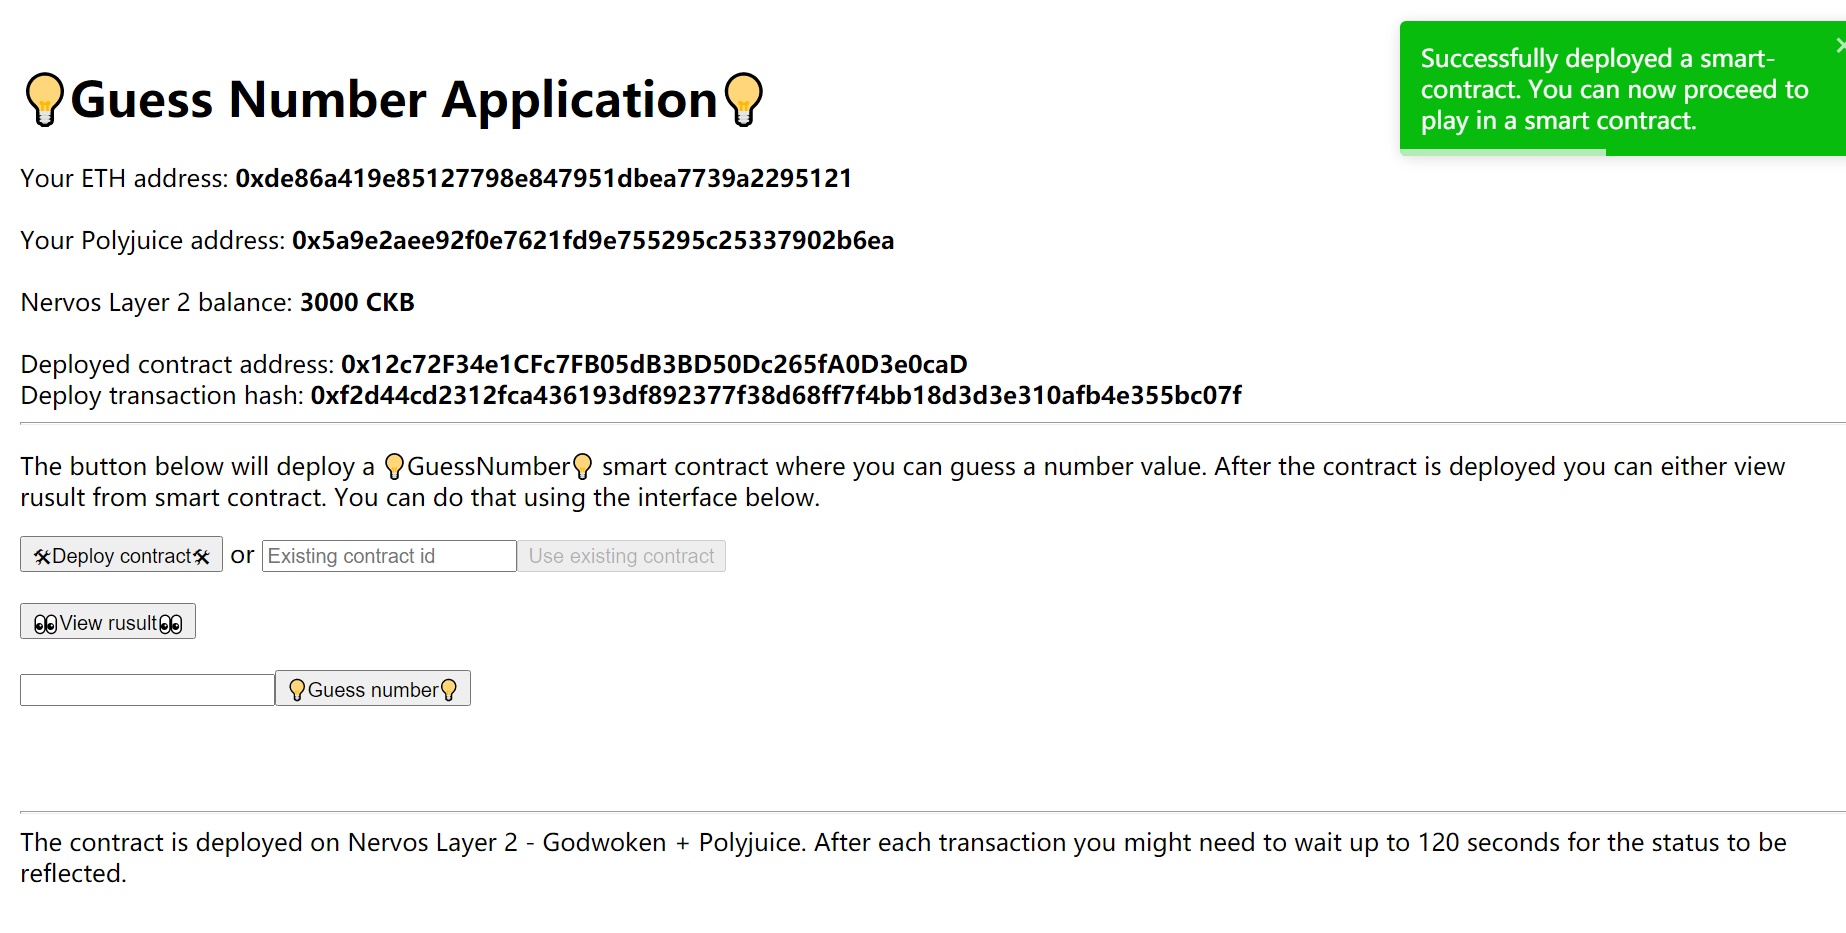 💡Guess Number Application💡
Successfully deployed a smart-
contract. You can now proceed to
play in a smart contract.
Your ETH address: 0xde86a419e85127798e847951dbea7739a2295121
Your Polyjuice address: 0x5a9e2aee92f0e7621fd9e755295c25337902b6ea
Nervos Layer 2 balance: 3000 CKB
Deployed contract address: 0x12c72F34e1CFc7FB05dB3BD50Dc265fA0D3e0caD
Deploy transaction hash: 0xf2d44cd2312fca436193df892377f38d68ff7f4bb18d3d3e310afb4e355bc07f
The button below will deploy a 💡GuessNumber💡 smart contract where you can guess a number value. After the contract is deployed you can either view
rusult from smart contract. You can do that using the interface below.
🛠Deploy contract🛠 or Existing contract id Use existing contract
👀View rusult👀
💡Guess number💡
The contract is deployed on Nervos Layer 2 - Godwoken + Polyjuice. After each transaction you might need to wait up to 120 seconds for the status to be
reflected.